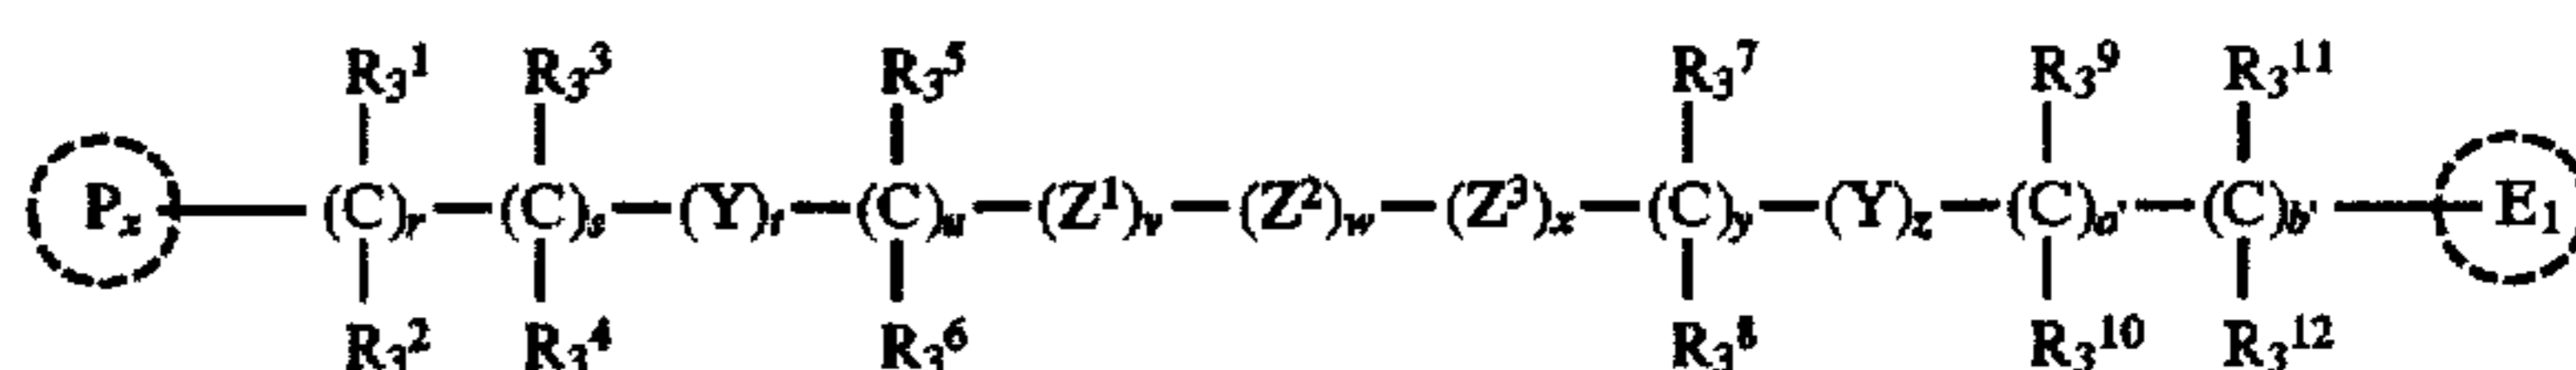 R₃¹ R₃³ R₃⁵ R₃⁷ R₃⁹ R₃¹¹
Pₓ (C)ᵣ—(C)ₛ—(Y)ₜ—(C)ᵤ—(Z¹)ᵥ—(Z²)w—(Z³)ₓ—(C)y—(Y)z—(C)a'—(C)b' E₁
R₃² R₃⁴ R₃⁶ R₃⁸ R₃¹⁰ R₃¹²